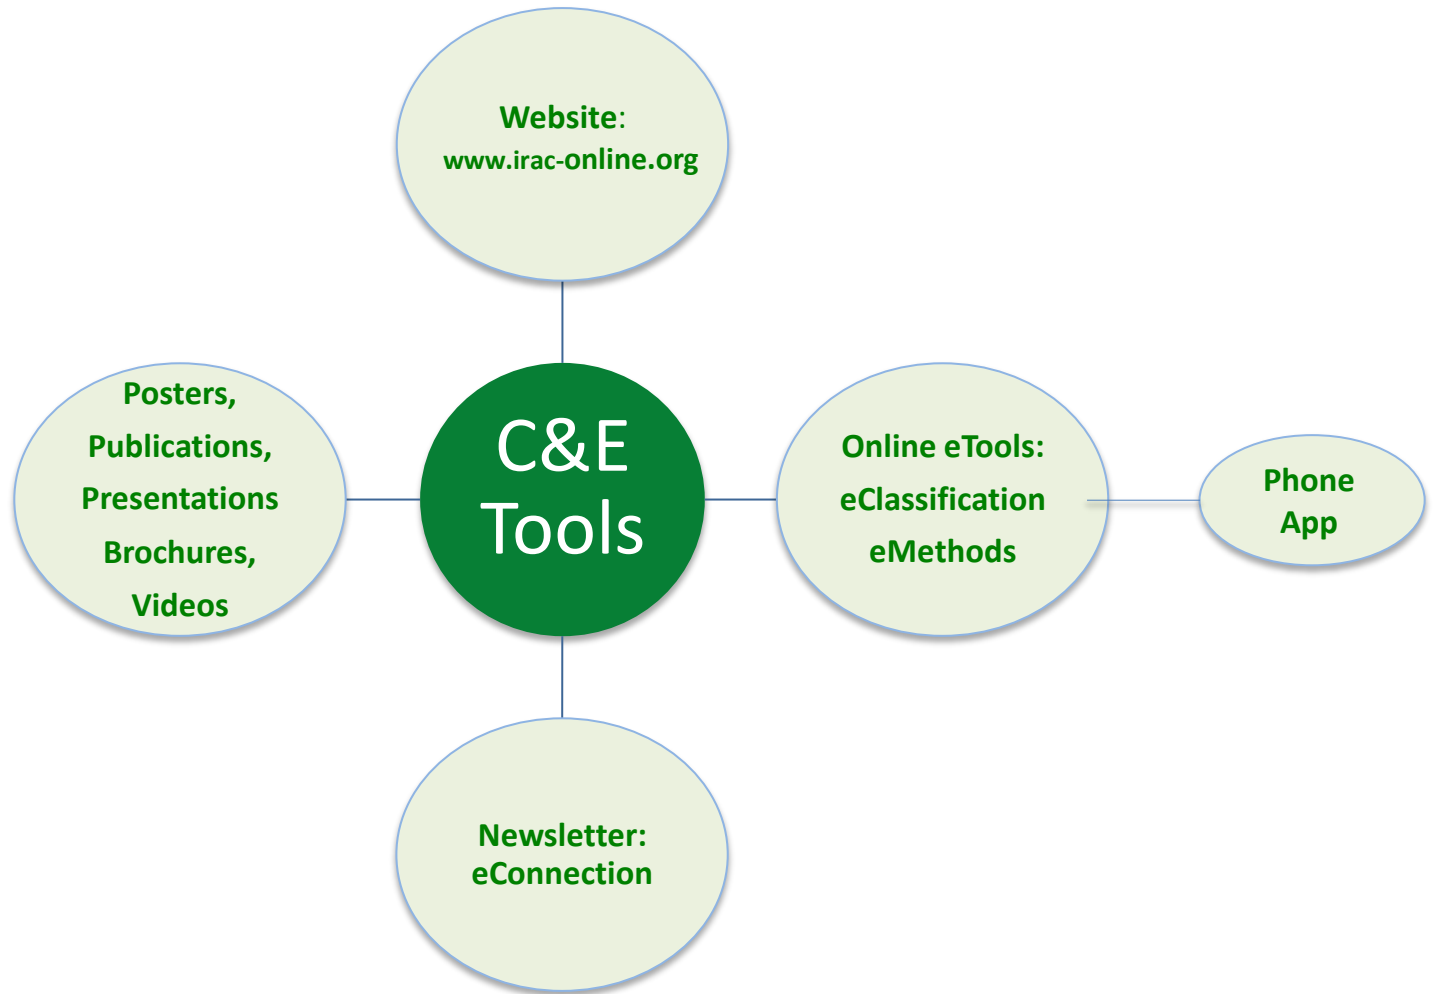 Website:
www.irac-online.org
Posters,
Publications,
Presentations
Brochures,
Videos
C&E
Tools
Online eTools:
eClassification
eMethods
Phone
App
Newsletter:
eConnection